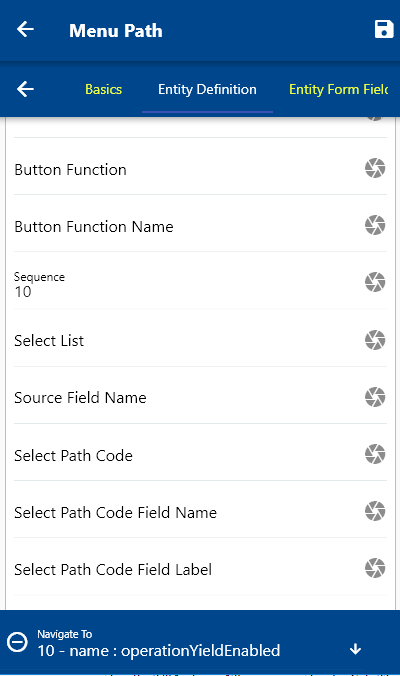 Menu Path
Basics Entity Definition Entity Form Field
Button Function
Button Function Name
Sequence
10
Select List
Source Field Name
Select Path Code
Select Path Code Field Name
Select Path Code Field Label
Navigate To
10 - name : operationYieldEnabled